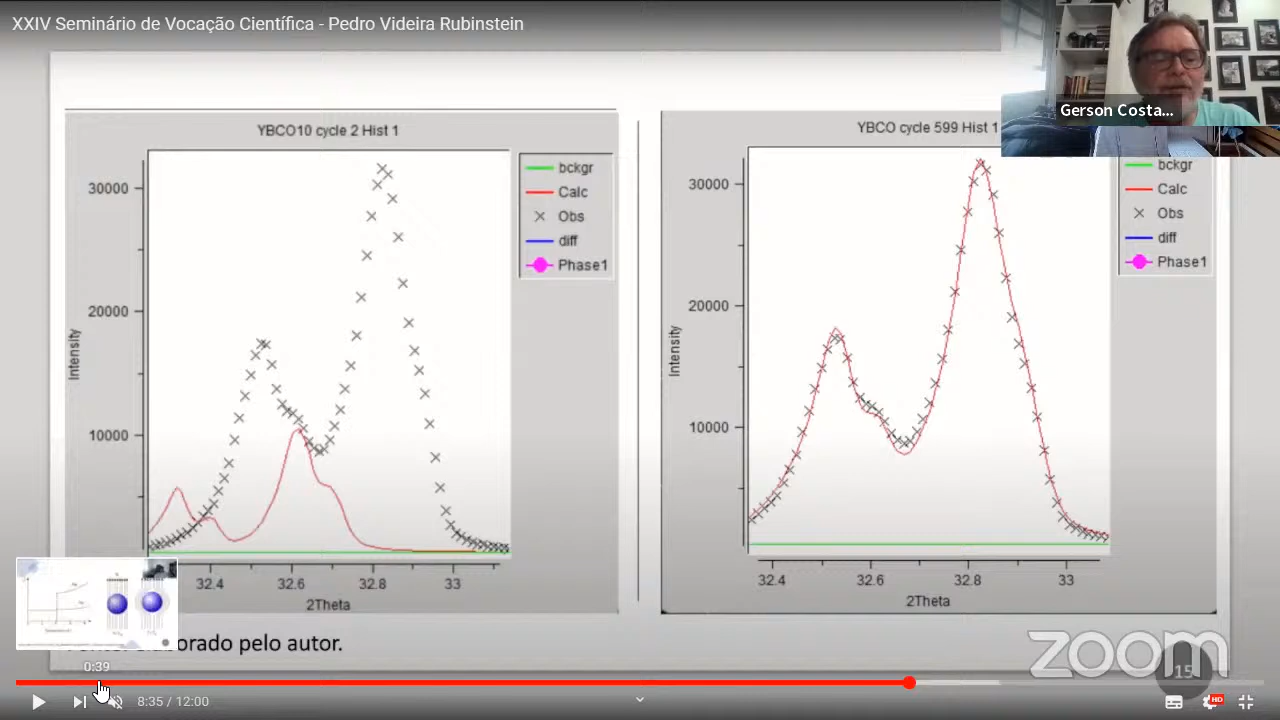 XXIV Seminário de Vocação Científica - Pedro Videira Rubinstein
Gerson Costa...
YBCO10 cycle 2 Hist 1
30000
20000
10000
Intensity
32.4 32.6 32.8 33
2Theta
bckgr
Calc
Obs
diff
Phase1
YBCO cycle 599 Hist 1
30000
20000
10000
Intensity
32.4 32.6 32.8 33
2Theta
bckgr
Calc
Obs
diff
Phase1
pelo autor.
zoom
15
0:39
8:35 / 12:00
HD